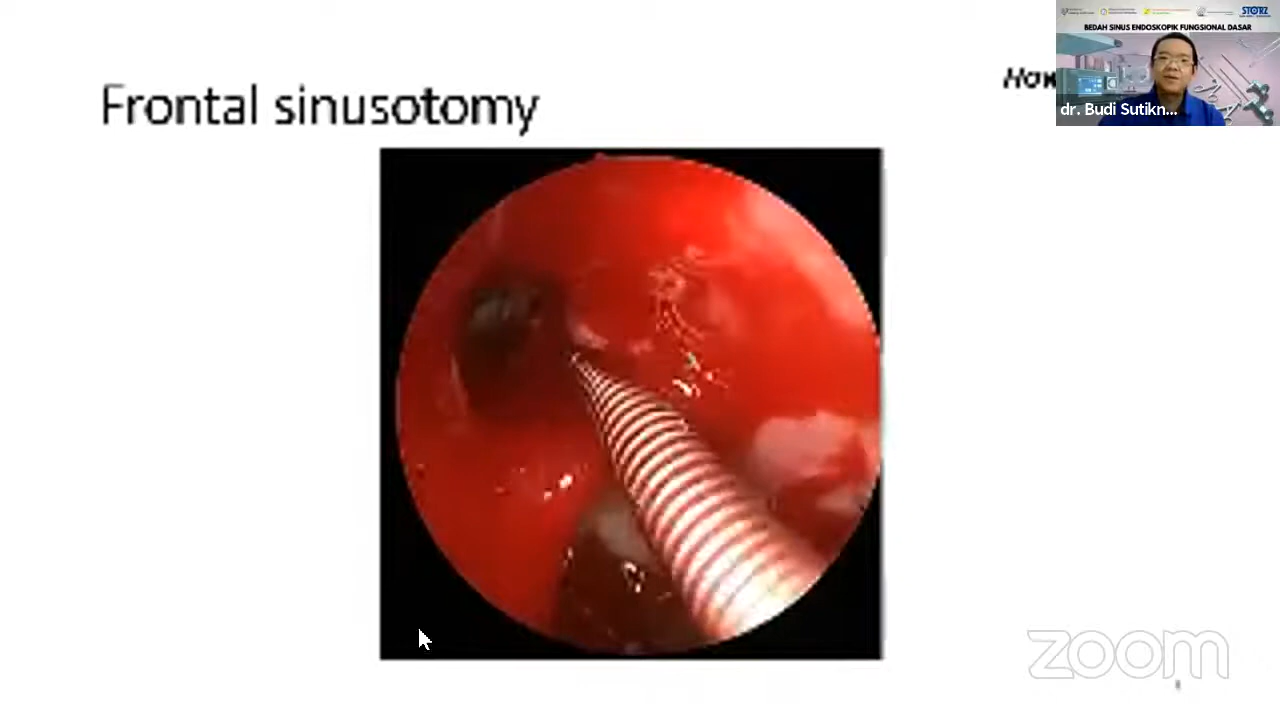 STORZ
BEDAH SINUS ENDOSKOPIK FUNGSIONAL DASAR
How
Frontal sinusotomy
dr. Budi Sutikn...
zoom